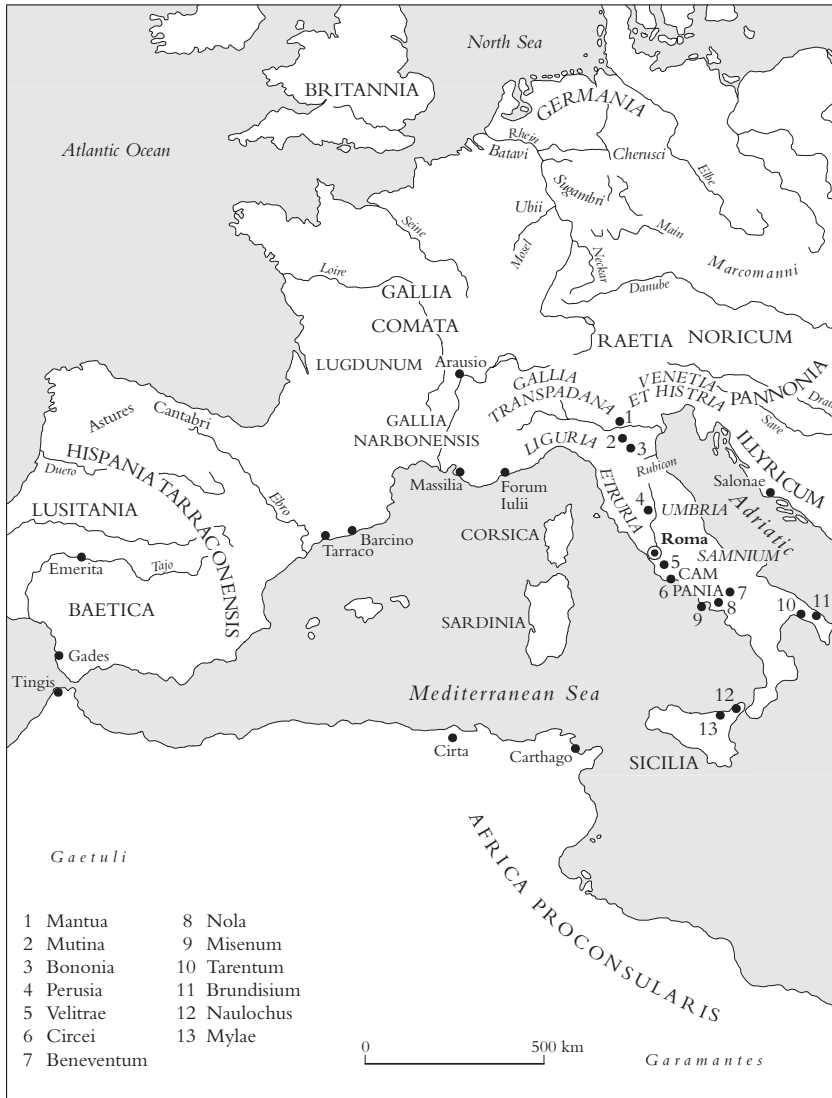 North Sea
BRITANNIA
GERMANIA
Atlantic Ocean
Rhein
Batavi
Cherusci
Elbe
Sugambri
Ubii
Seine
Main
Mosel
Neckar
Marcomanni
Loire
Danube
GALLIA
COMATA
RAETIA
NORICUM
LUGDUNUM
Arausio
GALLIA
TRANSPADANA
VENETIA
ET HISTRIA
PANNONIA
Drau
Save
Astures
Cantabri
GALLIA
NARBONENSIS
1
LIGURIA
2
3
ILLYRICUM
HISPANIA TARRACONENSIS
Duero
Massilia
Forum
Iulii
Rubicon
Salonae
Ebro
ETRURIA
4
UMBRIA
Adriatic
LUSITANIA
Barcino
Tarraco
CORSICA
Roma
SAMNIUM
Emerita
Tajo
5
CAM
PANIA
6
7
8
9
10
11
BAETICA
SARDINIA
Gades
Tingis
Mediterranean Sea
12
13
Cirta
Carthago
SICILIA
AFRICA PROCONSULARIS
Gaetuli
1 Mantua
2 Mutina
3 Bononia
4 Perusia
5 Velitrae
6 Circei
7 Beneventum
8 Nola
9 Misenum
10 Tarentum
11 Brundisium
12 Naulochus
13 Mylae
0
500 km
Garamantes